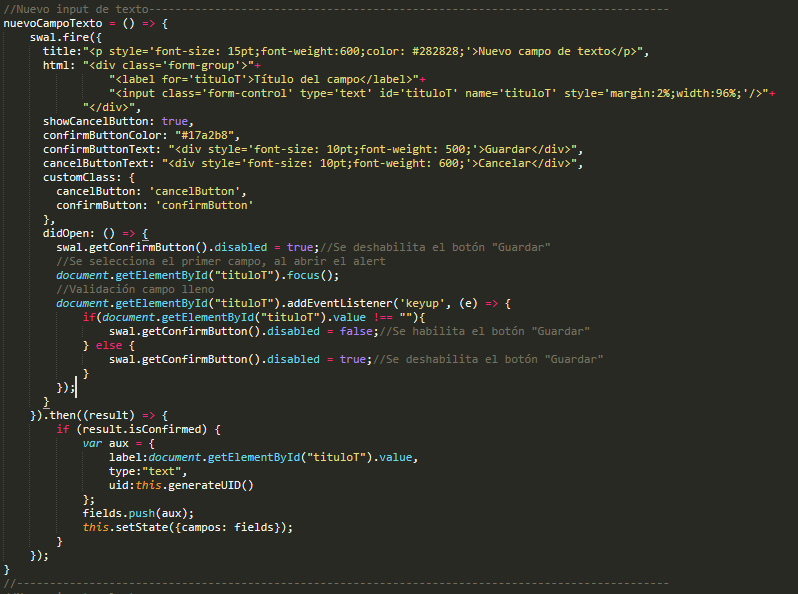 //Nuevo input de texto-------------------------------------------------------------------------------
nuevoCampoTexto = () => {
    swal.fire({
      title:"<p style='font-size: 15pt;font-weight:600;color: #282828;'>Nuevo campo de texto</p>",
      html: "<div class='form-group'>"+
                "<label for='tituloT'>Título del campo</label>"+
                "<input class='form-control' type='text' id='tituloT' name='tituloT' style='margin:2%;width:96%;'/>"+
            "</div>",
      showCancelButton: true,
      confirmButtonColor: "#17a2b8",
      confirmButtonText: "<div style='font-size: 10pt;font-weight: 500;'>Guardar</div>",
      cancelButtonText: "<div style='font-size: 10pt;font-weight: 600;'>Cancelar</div>",
      customClass: {
        cancelButton: 'cancelButton',
        confirmButton: 'confirmButton'
      },
      didOpen: () => {
        swal.getConfirmButton().disabled = true;//Se deshabilita el botón "Guardar"
        //Se selecciona el primer campo, al abrir el alert
        document.getElementById("tituloT").focus();
        //Validación campo lleno
        document.getElementById("tituloT").addEventListener('keyup', (e) => {
            if(document.getElementById("tituloT").value !== ""){
                swal.getConfirmButton().disabled = false;//Se habilita el botón "Guardar"
            } else {
                swal.getConfirmButton().disabled = true;//Se deshabilita el botón "Guardar"
            }
        });
      }
    }).then((result) => {
        if (result.isConfirmed) {
            var aux = {
                label:document.getElementById("tituloT").value,
                type:"text",
                uid:this.generateUID()
            };
            fields.push(aux);
            this.setState({campos: fields});
        }
    });
}
//---------------------------------------------------------------------------------------------------